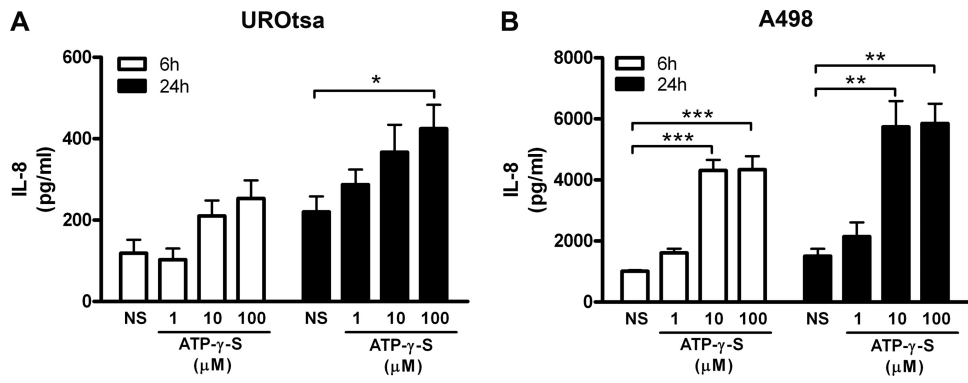 A
UROtsa
IL-8
(pg/ml)
600
400
200
0
6h
24h
*
NS 1 10 100 NS 1 10 100
ATP-γ-S ATP-γ-S
(μM) (μM)
B
A498
IL-8
(pg/ml)
8000
6000
4000
2000
0
6h
24h
***
***
**
**
NS 1 10 100 NS 1 10 100
ATP-γ-S ATP-γ-S
(μM) (μM)